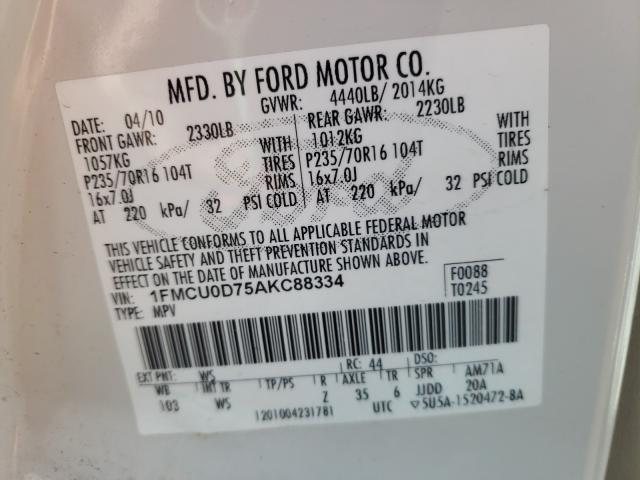 MFD. BY FORD MOTOR CO.
DATE: 04/10 GVWR: 4440LB/ 2014KG
FRONT GAWR: 2330LB REAR GAWR: 2230LB
1057KG WITH 1012KG WITH
P235/70R16 104T TIRES P235/70R16 104T TIRES
16x7.0J RIMS 16x7.0J RIMS
AT 220 kPa/ 32 PSI COLD AT 220 kPa/ 32 PSI COLD
THIS VEHICLE CONFORMS TO ALL APPLICABLE FEDERAL MOTOR
VEHICLE SAFETY AND THEFT PREVENTION STANDARDS IN
EFFECT ON THE DATE OF MANUFACTURE SHOWN ABOVE.
VIN: 1FMCU0D75AKC88334 F0088
TYPE: MPV T0245
EXT PNT: WS RC: 44 DSO:
WB INT TR TP/PS R AXLE TR SPR AM71A
103 WS Z 35 6 JJDD 20A
1201004231781 UTC ▽5U5A-1520472-BA
Ford